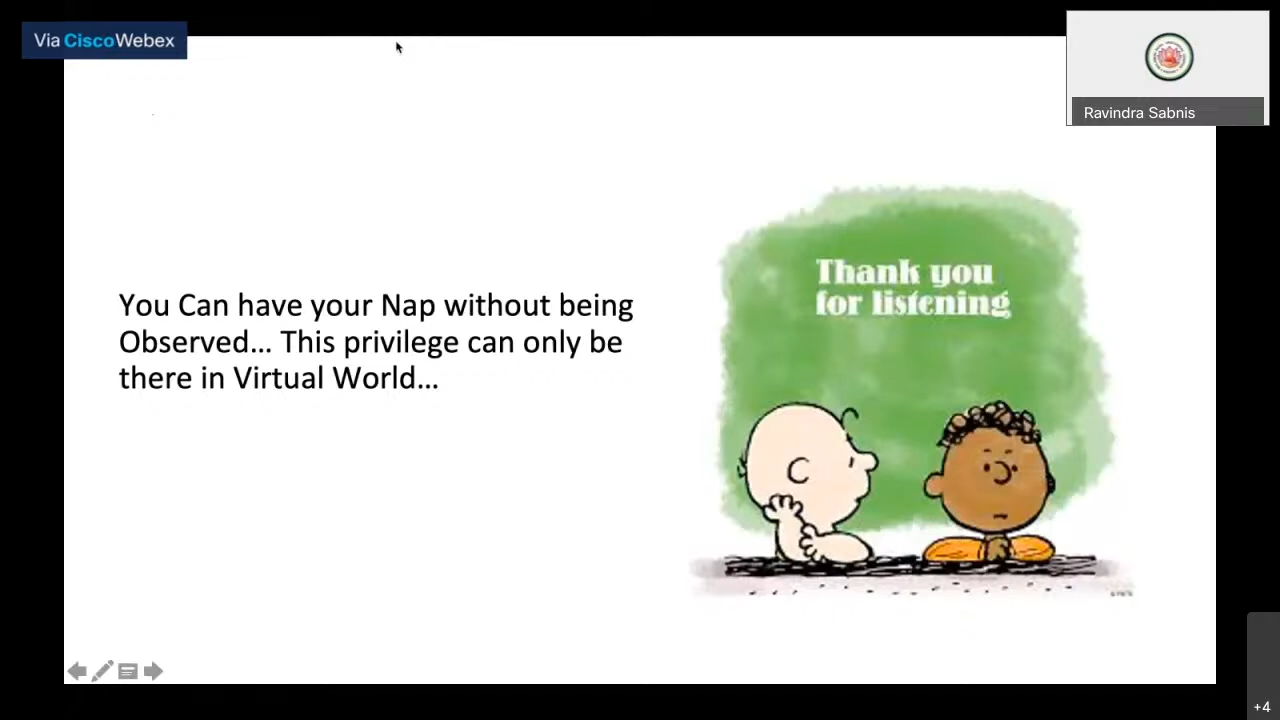 Via CiscoWebex
Ravindra Sabnis
Thank you
for listening
You Can have your Nap without being
Observed... This privilege can only be
there in Virtual World...
+4